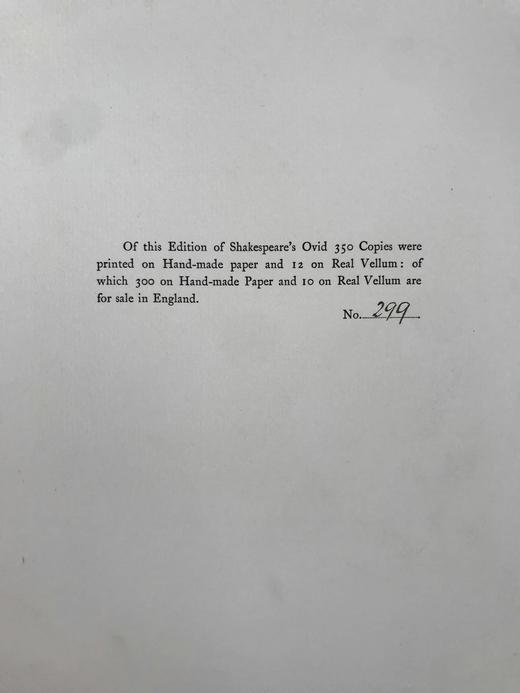 Of this Edition of Shakespeare's Ovid 350 Copies were
printed on Hand-made paper and 12 on Real Vellum: of
which 300 on Hand-made Paper and 10 on Real Vellum are
for sale in England.
No. 299